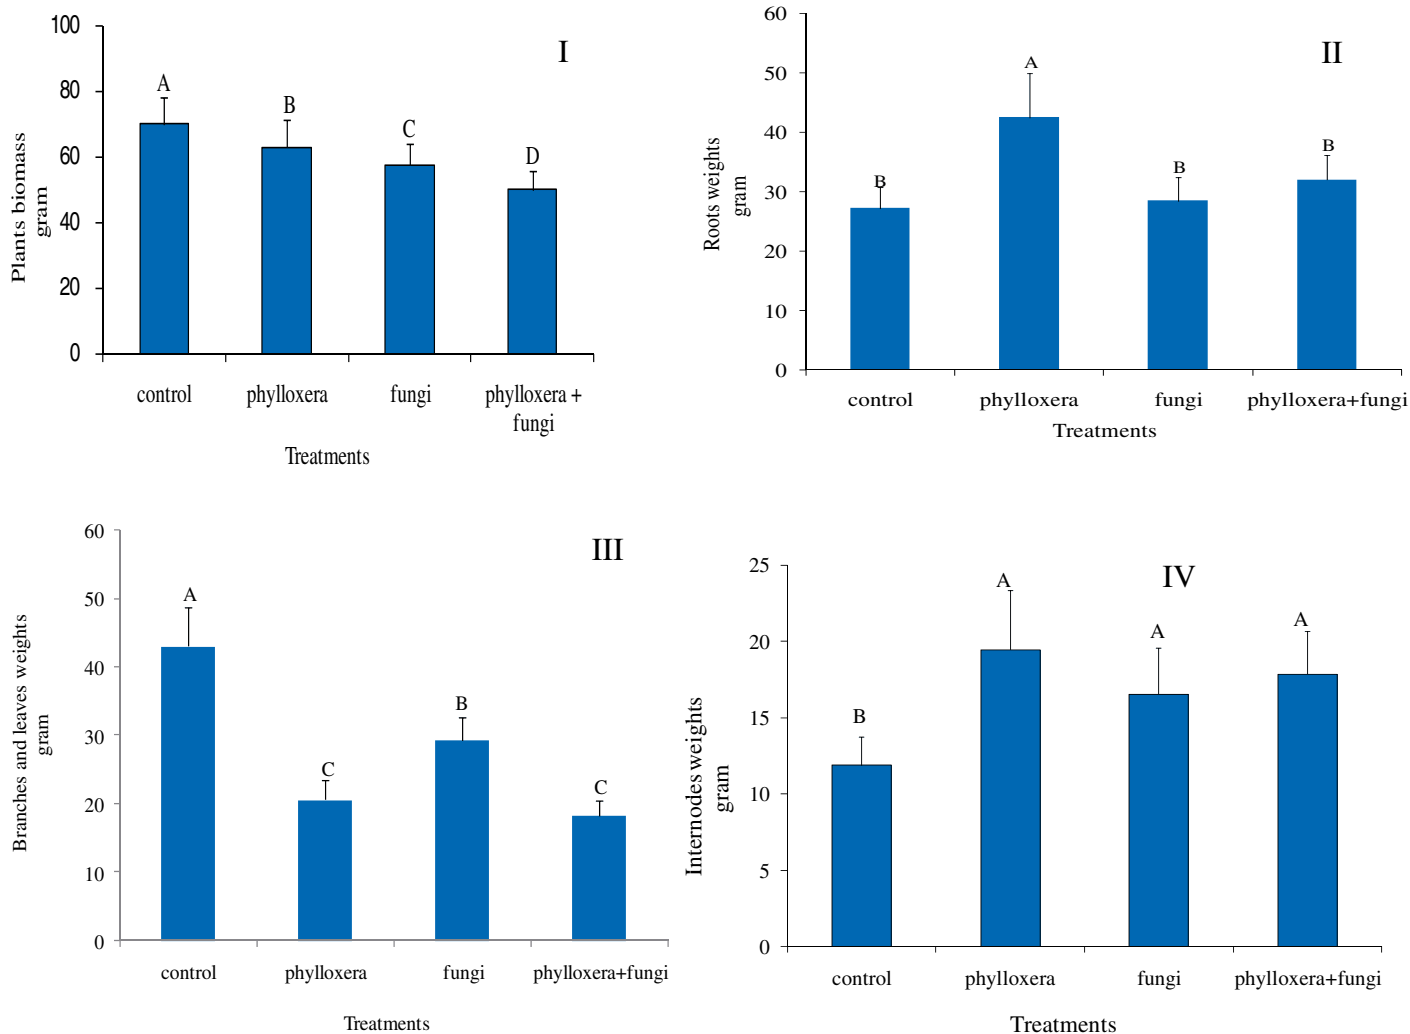 I
Plants biomass
gram
100
80
60
40
20
0
A
B
C
D
control
phylloxera
fungi
phylloxera +
fungi
Treatments
II
Roots weights
gram
60
50
40
30
20
10
0
B
A
B
B
control
phylloxera
fungi
phylloxera+fungi
Treatments
III
Branches and leaves weights
gram
60
50
40
30
20
10
0
A
C
B
C
control
phylloxera
fungi
phylloxera+fungi
Treatments
IV
Internodes weights
gram
25
20
15
10
5
0
B
A
A
A
control
phylloxera
fungi
phylloxera+fungi
Treatments